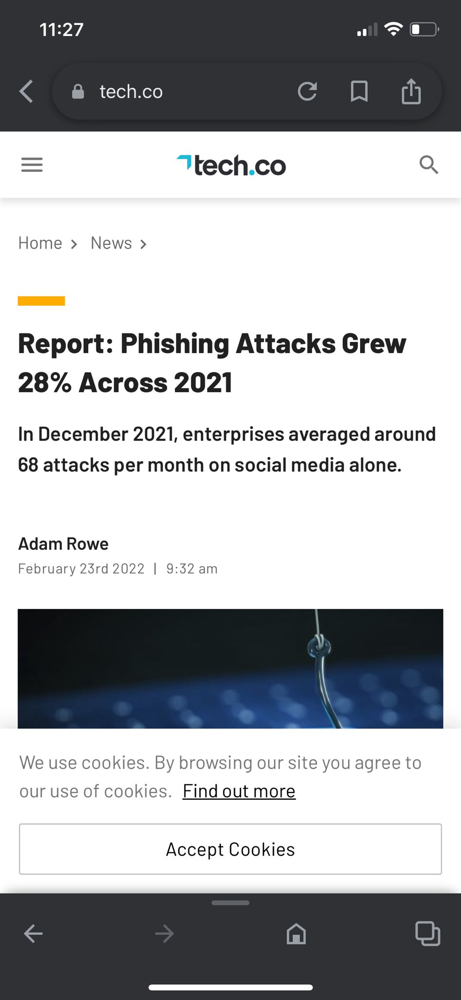 11:27
tech.co
tech.co
Home > News >
Report: Phishing Attacks Grew
28% Across 2021
In December 2021, enterprises averaged around
68 attacks per month on social media alone.
Adam Rowe
February 23rd 2022 | 9:32 am
We use cookies. By browsing our site you agree to
our use of cookies. Find out more
Accept Cookies